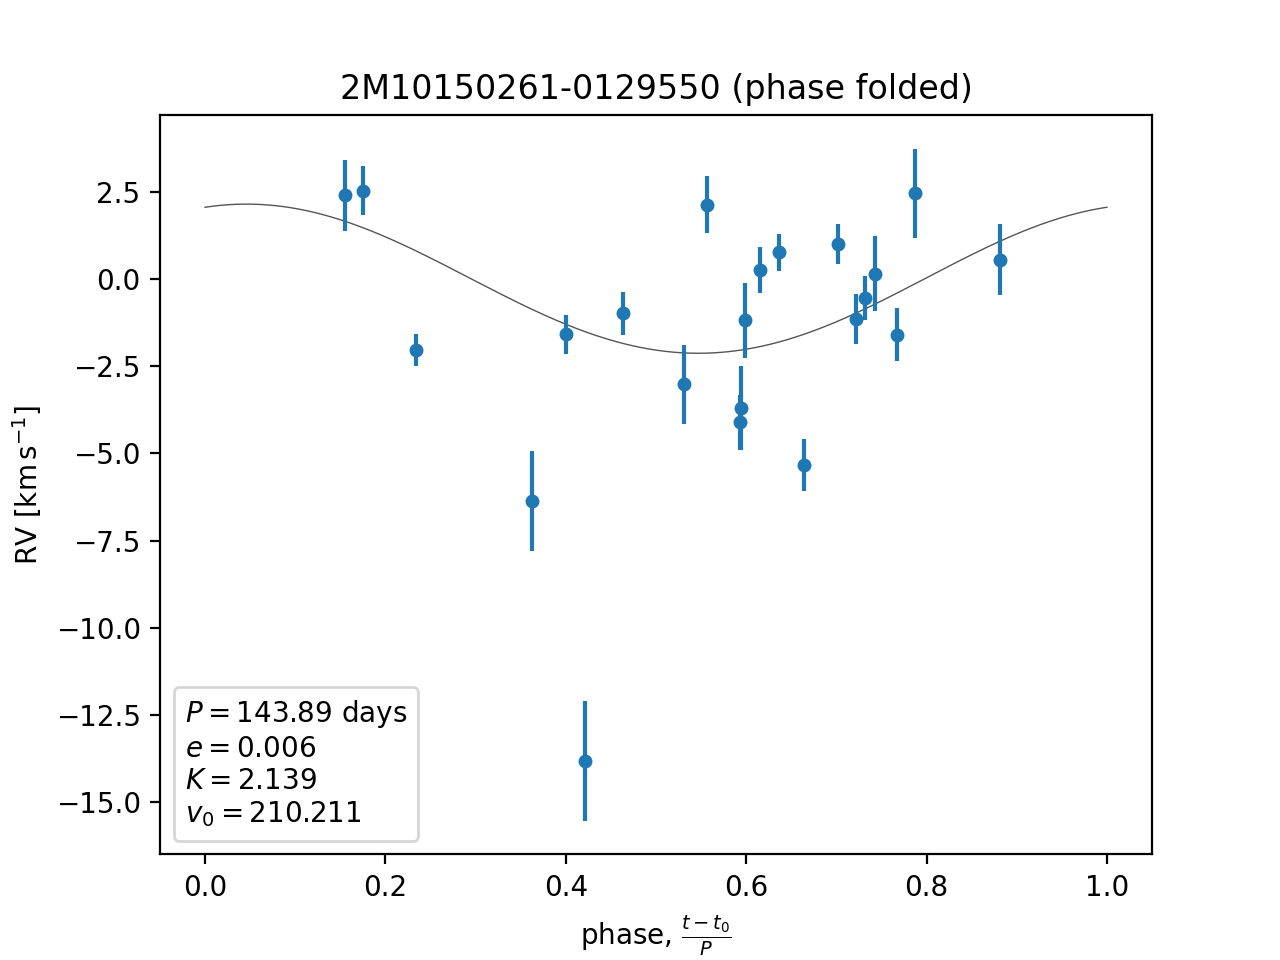 2M10150261-0129550 (phase folded)
RV [km s⁻¹]
2.5
0.0
−2.5
−5.0
−7.5
−10.0
−12.5
−15.0
P = 143.89 days
e = 0.006
K = 2.139
v₀ = 210.211
0.0 0.2 0.4 0.6 0.8 1.0
phase, (t − t₀)/P